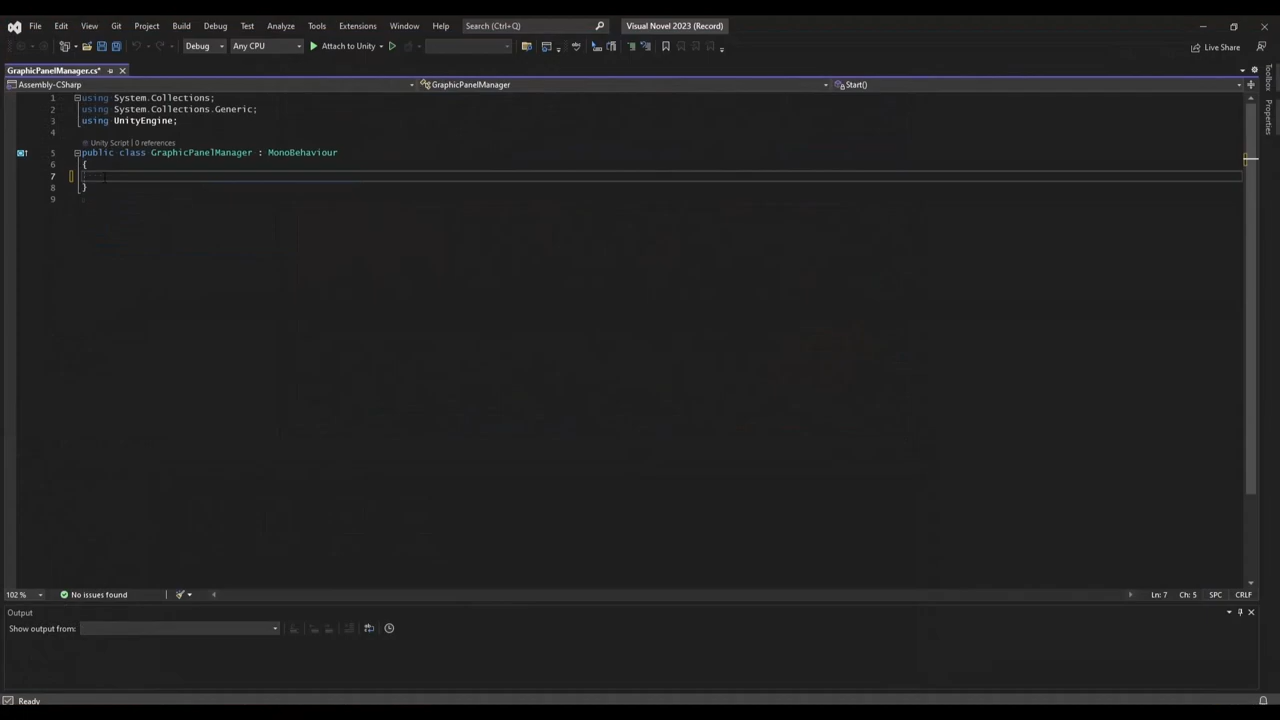 File Edit View Git Project Build Debug Test Analyze Tools Extensions Window Help Search (Ctrl+Q) Visual Novel 2023 (Record)
Debug Any CPU Attach to Unity Live Share
GraphicPanelManager.cs*
Assembly-CSharp GraphicPanelManager Start()
1 using System.Collections;
2 using System.Collections.Generic;
3 using UnityEngine;
4
Unity Script | 0 references
5 public class GraphicPanelManager : MonoBehaviour
6 {
7
8 }
9
Toolbox
Properties
102 % No issues found Ln: 7 Ch: 5 SPC CRLF
Output
Show output from:
Ready